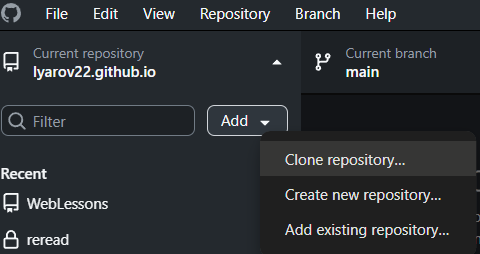 File Edit View Repository Branch Help
Current repository
lyarov22.github.io
Current branch
main
Filter
Add
Clone repository...
Create new repository...
Add existing repository...
Recent
WebLessons
reread